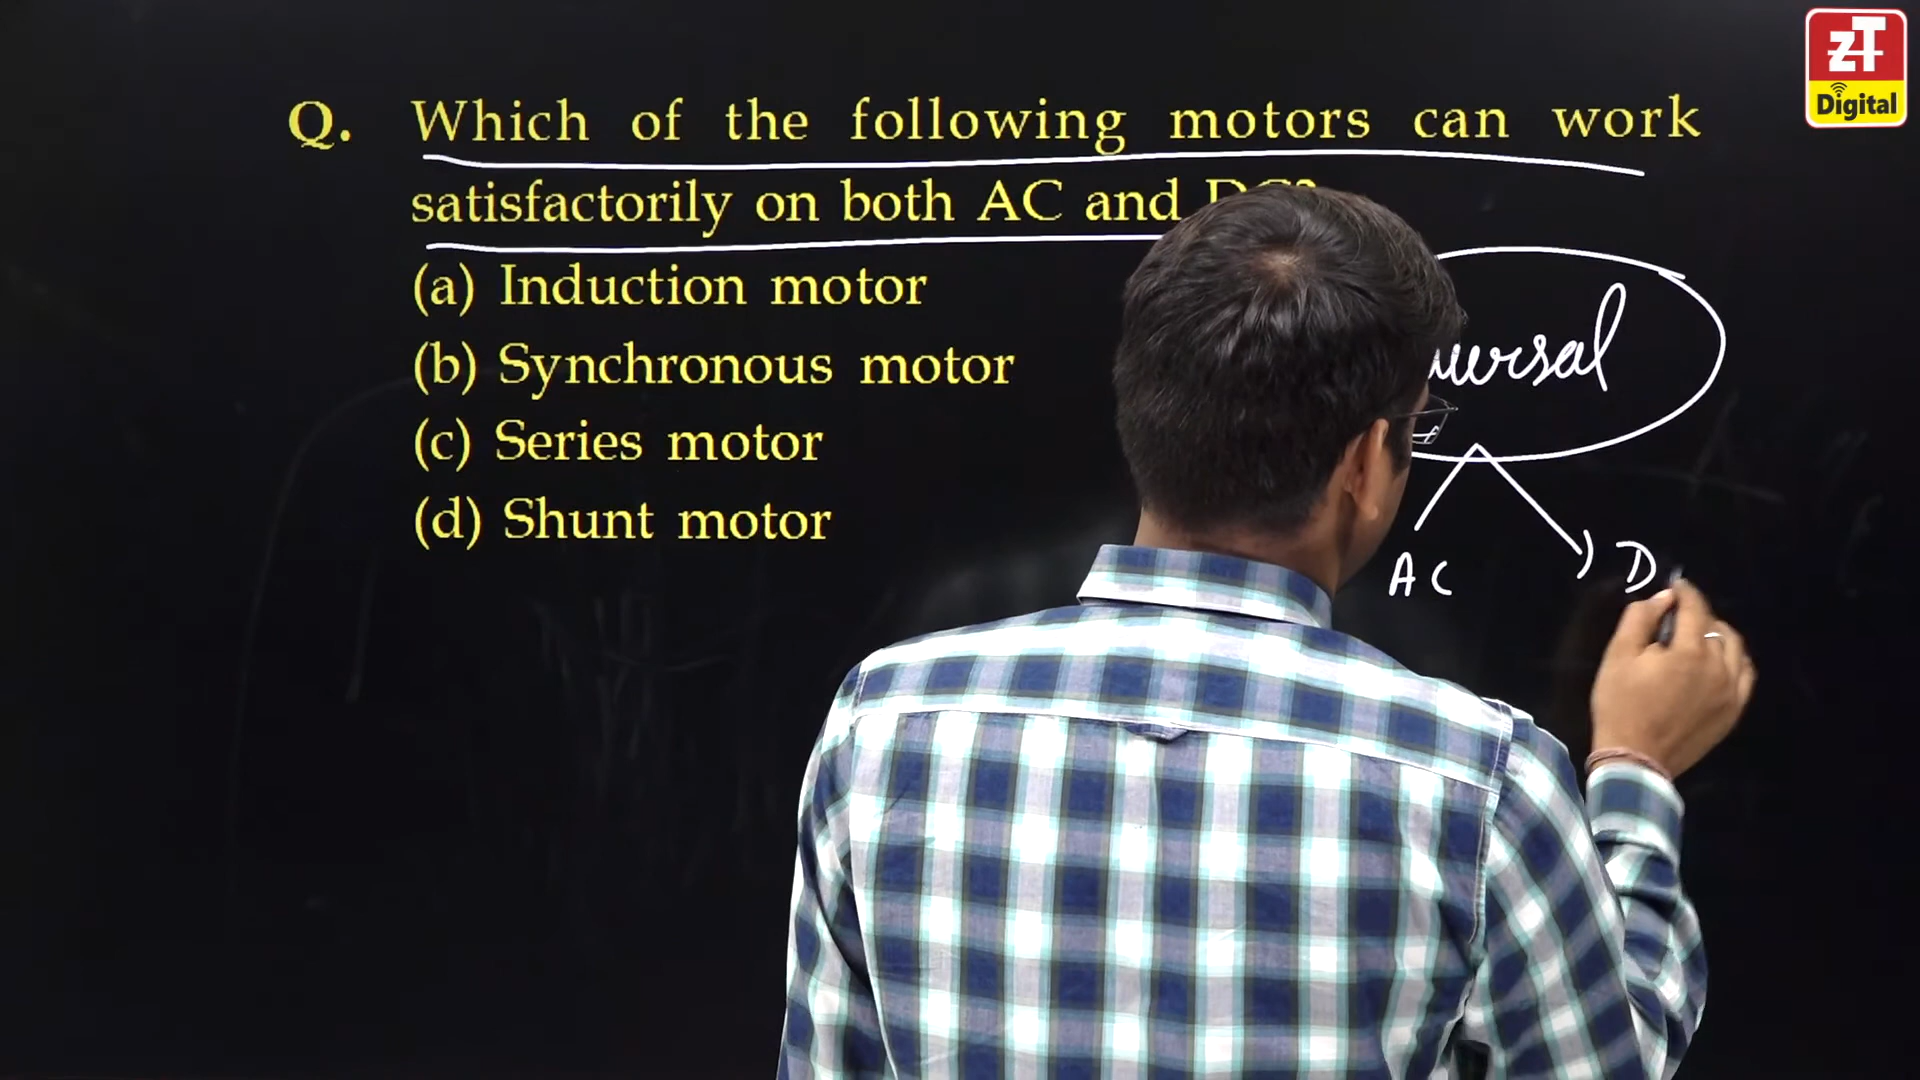 ZT
Digital
Q. Which of the following motors can work
satisfactorily on both AC and DC?
(a) Induction motor
(b) Synchronous motor
(c) Series motor
(d) Shunt motor
AC
D